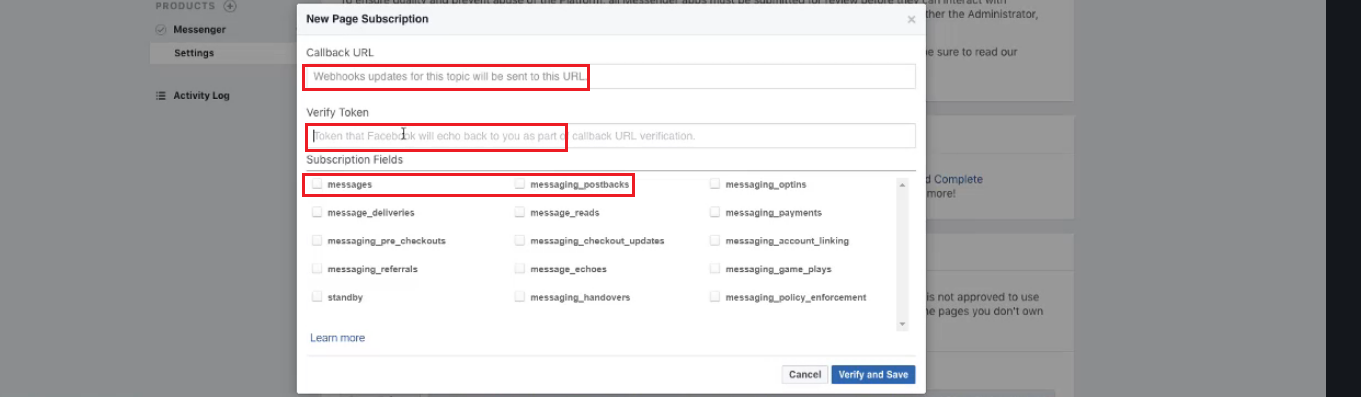 To ensure quality and prevent abuse of the Platform, all Messenger apps must be submitted for review before they can interact with
PRODUCTS
Messenger
Settings
Activity Log
ther the Administrator,
e sure to read our
d Complete
more!
is not approved to use
he pages you don't own
New Page Subscription
Callback URL
Webhooks updates for this topic will be sent to this URL.
Verify Token
Token that Facebook will echo back to you as part of callback URL verification.
Subscription Fields
messages messaging_postbacks messaging_optins
message_deliveries message_reads messaging_payments
messaging_pre_checkouts messaging_checkout_updates messaging_account_linking
messaging_referrals message_echoes messaging_game_plays
standby messaging_handovers messaging_policy_enforcement
Learn more
Cancel Verify and Save